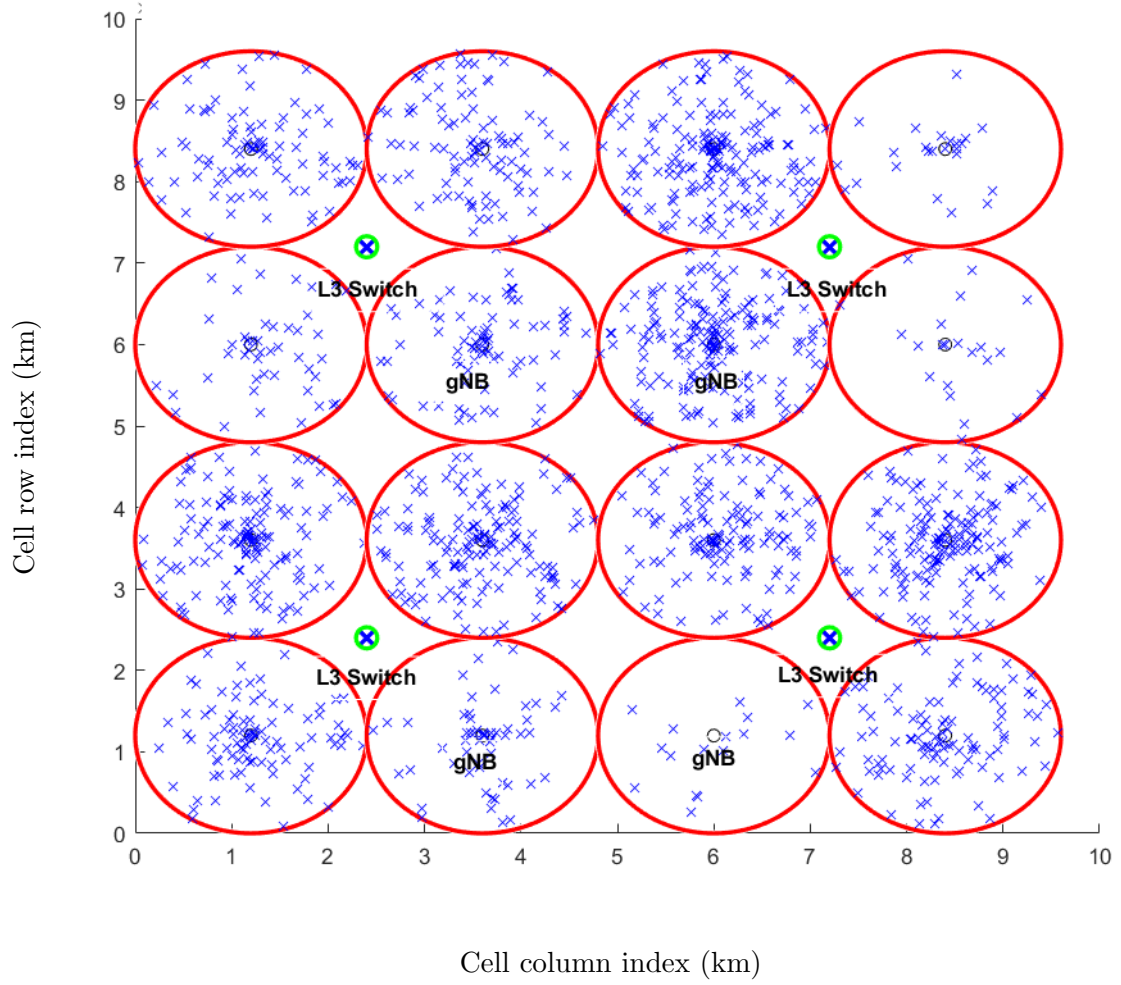 10
9
8
7
L3 Switch L3 Switch
6
gNB gNB
5
4
3
2
L3 Switch L3 Switch
1
gNB gNB
0
0 1 2 3 4 5 6 7 8 9 10
Cell row index (km)
Cell column index (km)